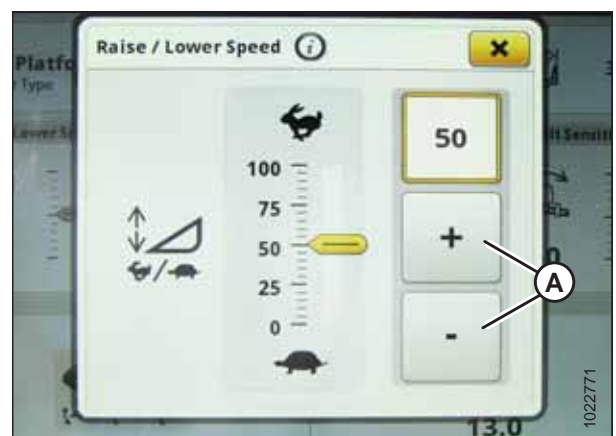 Raise / Lower Speed
Platfo
Type
Lower S
lt Sensiti
100
75
50
25
0
50
+
-
A
13.0
1022771